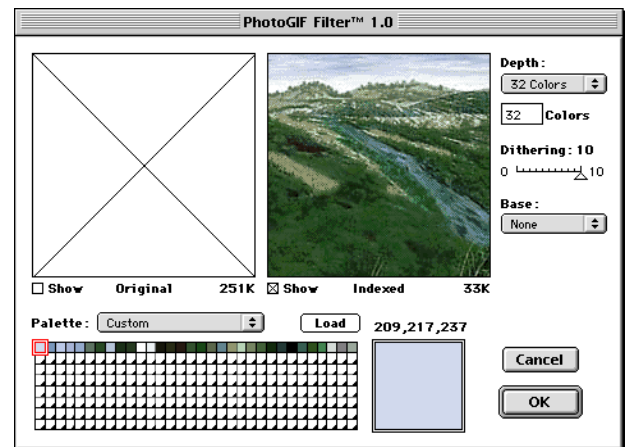 PhotoGIF Filter™ 1.0
Depth:
32 Colors
32 Colors
Dithering: 10
0 10
Base:
None
Show Original 251K Show Indexed 33K
Palette: Custom Load 209,217,237
Cancel
OK